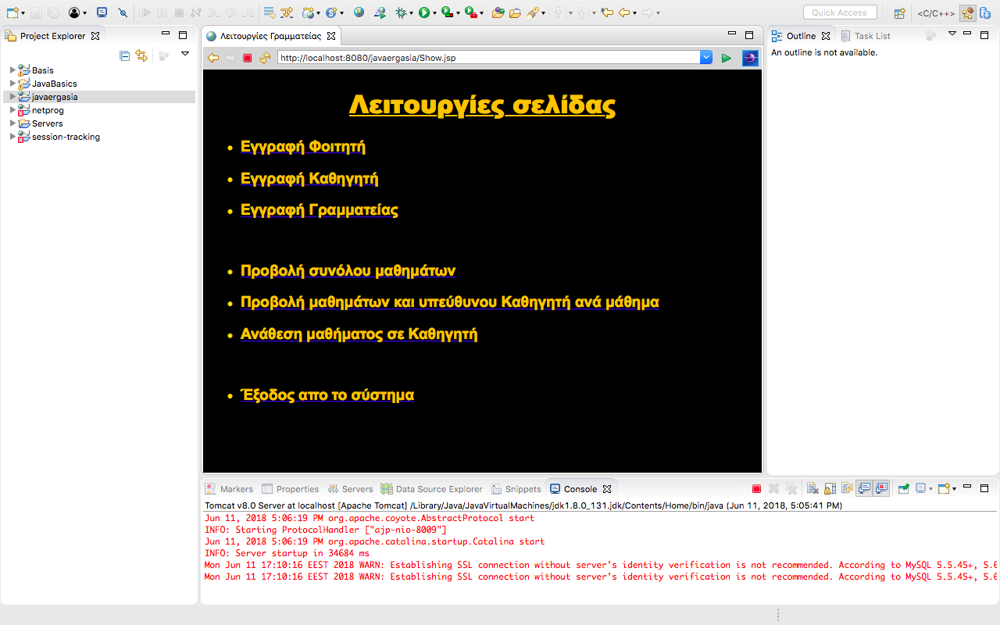 Quick Access
<C/C++>
Project Explorer
Basis
JavaBasics
javaergasia
netprog
Servers
session-tracking
Λειτουργίες Γραμματείας
http://localhost:8080/javaergasia/Show.jsp
Λειτουργίες σελίδας
• Εγγραφή Φοιτητή
• Εγγραφή Καθηγητή
• Εγγραφή Γραμματείας
• Προβολή συνόλου μαθημάτων
• Προβολή μαθημάτων και υπεύθυνου Καθηγητή ανά μάθημα
• Ανάθεση μαθήματος σε Καθηγητή
• Έξοδος απο το σύστημα
Outline Task List
An outline is not available.
Markers Properties Servers Data Source Explorer Snippets Console
Tomcat v8.0 Server at localhost [Apache Tomcat] /Library/Java/JavaVirtualMachines/jdk1.8.0_131.jdk/Contents/Home/bin/java (Jun 11, 2018, 5:05:41 PM)
Jun 11, 2018 5:06:19 PM org.apache.coyote.AbstractProtocol start
INFO: Starting ProtocolHandler ["ajp-nio-8009"]
Jun 11, 2018 5:06:19 PM org.apache.catalina.startup.Catalina start
INFO: Server startup in 34684 ms
Mon Jun 11 17:10:16 EEST 2018 WARN: Establishing SSL connection without server's identity verification is not recommended. According to MySQL 5.5.45+, 5.6
Mon Jun 11 17:10:16 EEST 2018 WARN: Establishing SSL connection without server's identity verification is not recommended. According to MySQL 5.5.45+, 5.6